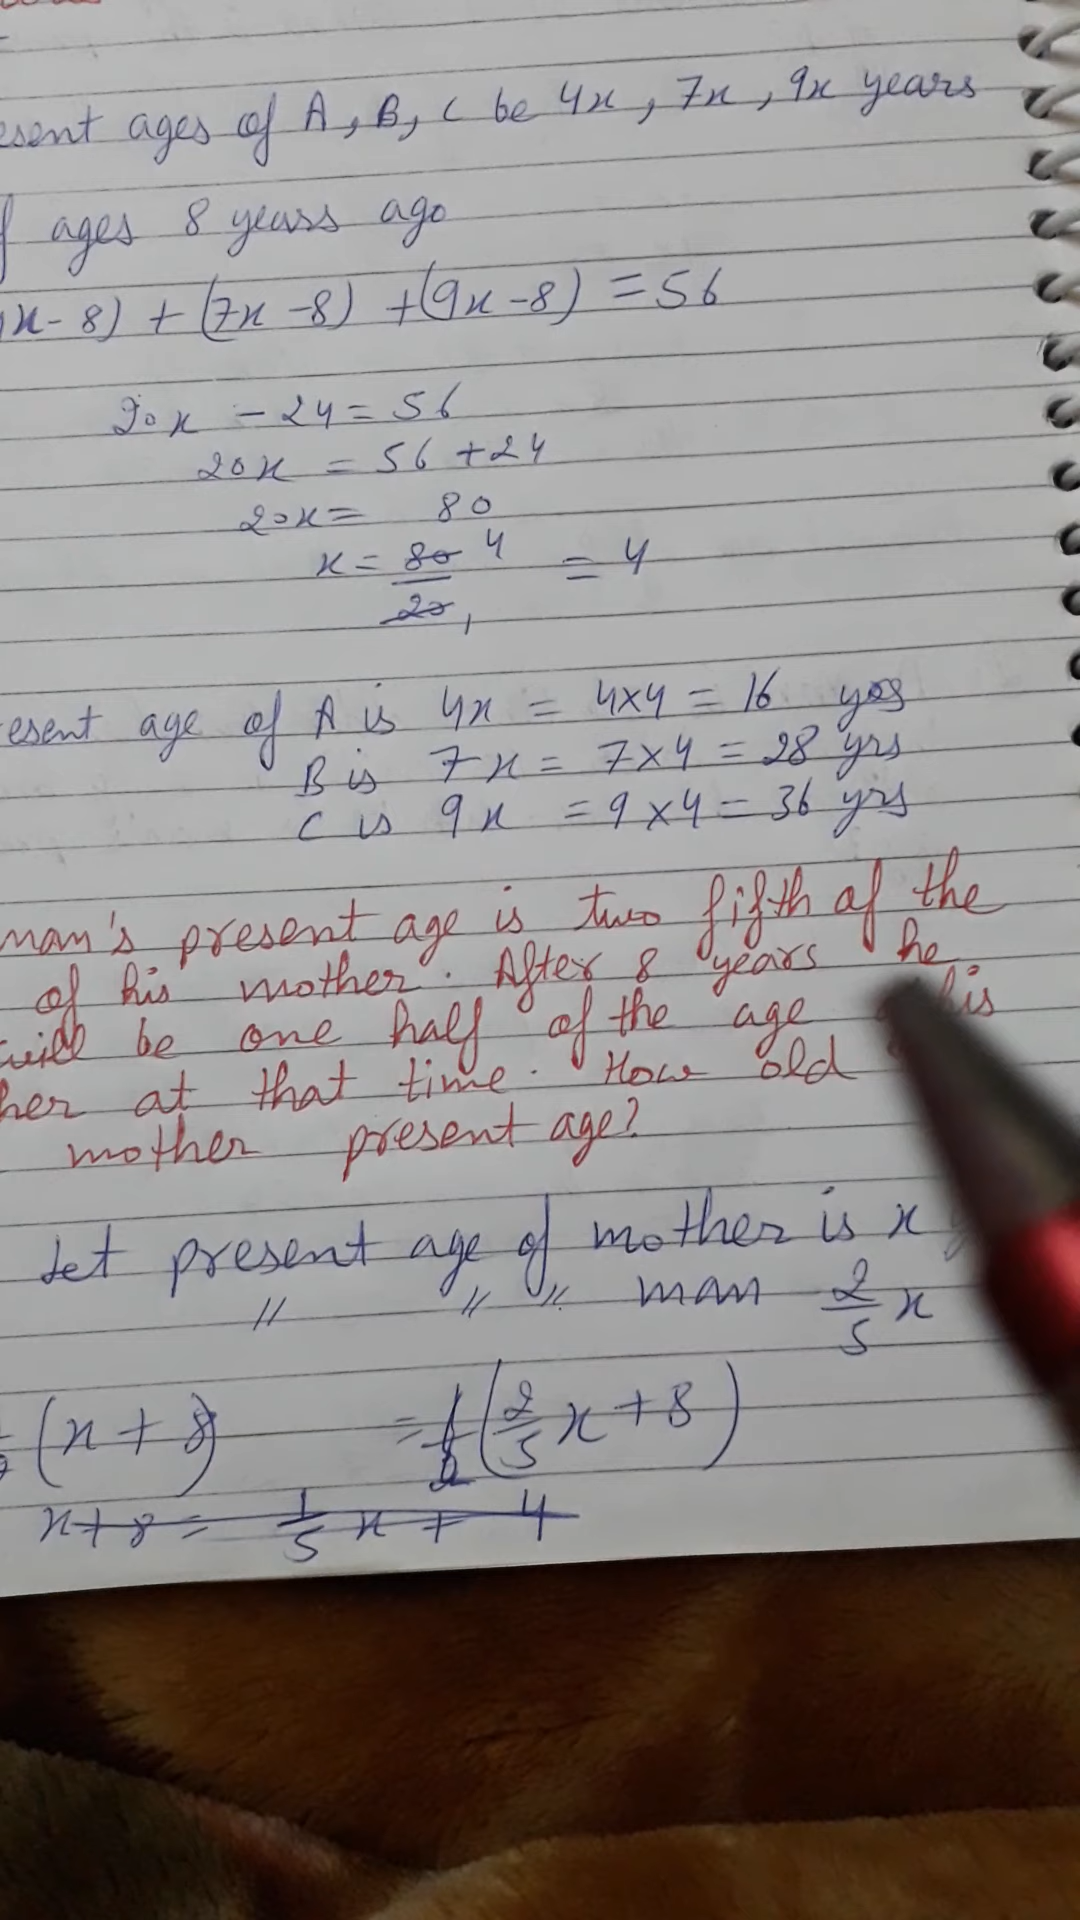 esent ages of A, B, C be 4x, 7x, 9x years
ages 8 years ago
x - 8) + (7x - 8) + (9x - 8) = 56
20x - 24 = 56
20x = 56 + 24
20x = 80
x = 80/20 4 1 = 4
esent age of A is 4x = 4×4 = 16 yrs
B is 7x = 7×4 = 28 yrs
C is 9x = 9×4 = 36 yrs
man's present age is two fifth of the
of his mother. After 8 years he
will be one half of the age his
her at that time. How old
mother present age?
Let present age of mother is x
" " " man 2/5 x
(x + 8) = 1/2 (2/5 x + 8)
x + 8 = 1/5 x + 4